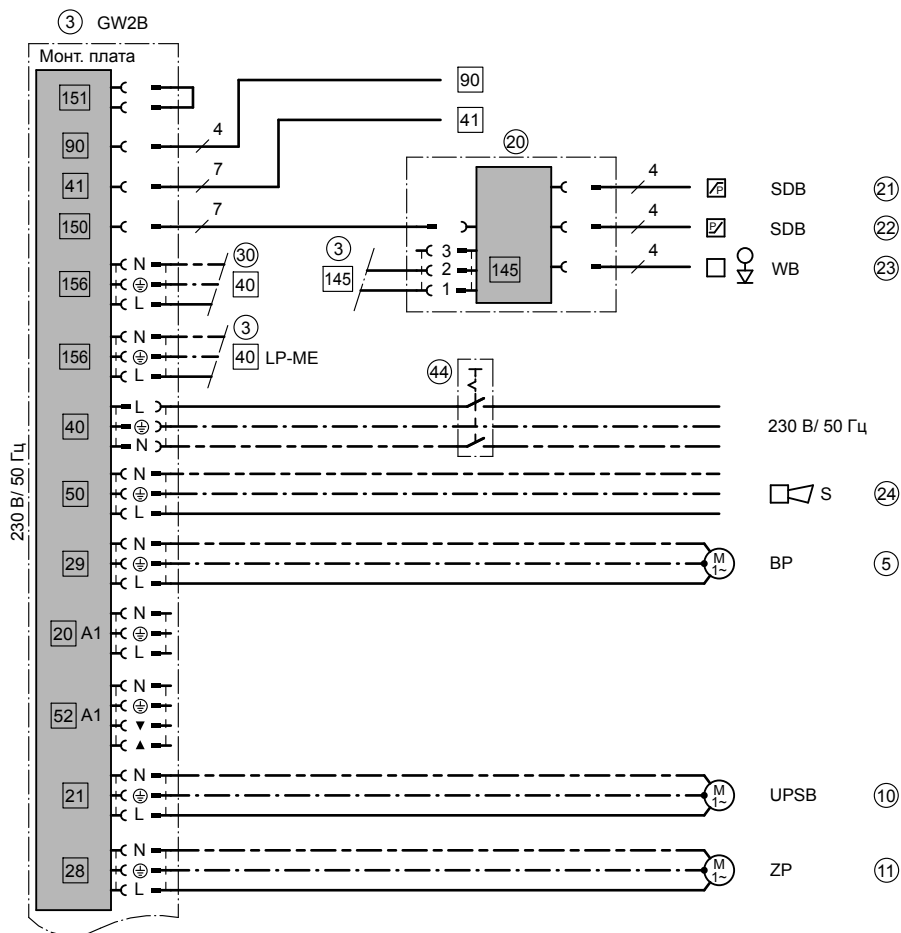 3 GW2B
Монт. плата
230 В/ 50 Гц
151
90
4
90
41
7
41
150
7
20
3
2
1
145
3
145
4
P
SDB
21
4
P
SDB
22
4
WB
23
156
N
L
30
40
156
N
L
3
40 LP-ME
40
L
N
44
230 В/ 50 Гц
50
N
L
S
24
29
N
L
M
1~
BP
5
20 A1
N
L
52 A1
N
▼
▲
21
N
L
M
1~
UPSB
10
28
N
L
M
1~
ZP
11